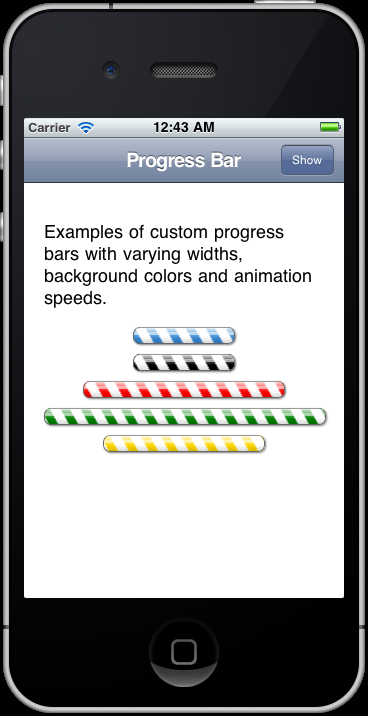 Carrier 12:43 AM
Progress Bar Show
Examples of custom progress
bars with varying widths,
background colors and animation
speeds.